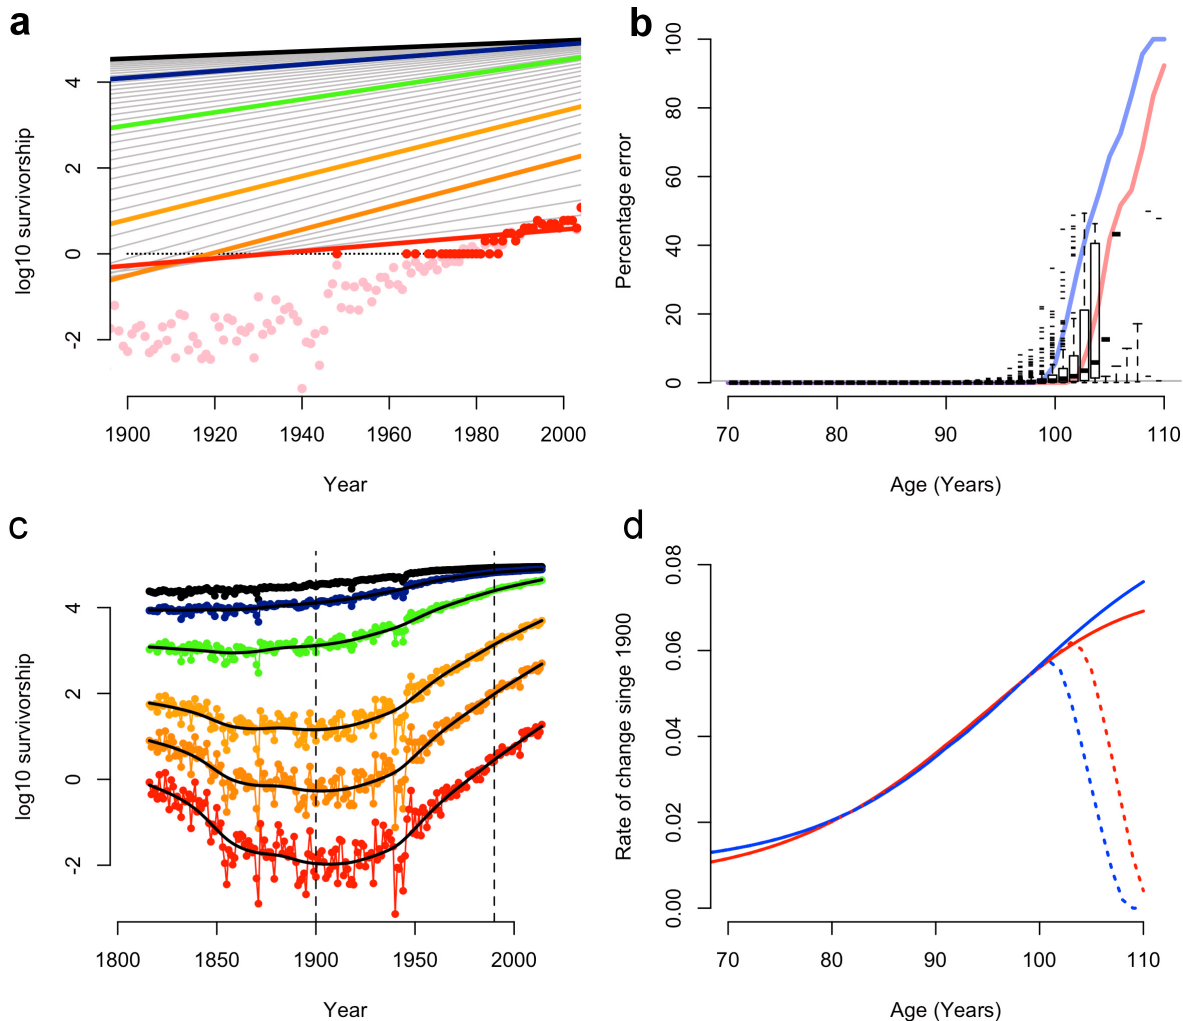 a
log10 survivorship
4
2
0
-2
1900 1920 1940 1960 1980 2000
Year
b
Percentage error
100
80
60
40
20
0
70 80 90 100 110
Age (Years)
c
log10 survivorship
4
2
0
-2
1800 1850 1900 1950 2000
Year
d
Rate of change singe 1900
0.08
0.06
0.04
0.02
0.00
70 80 90 100 110
Age (Years)